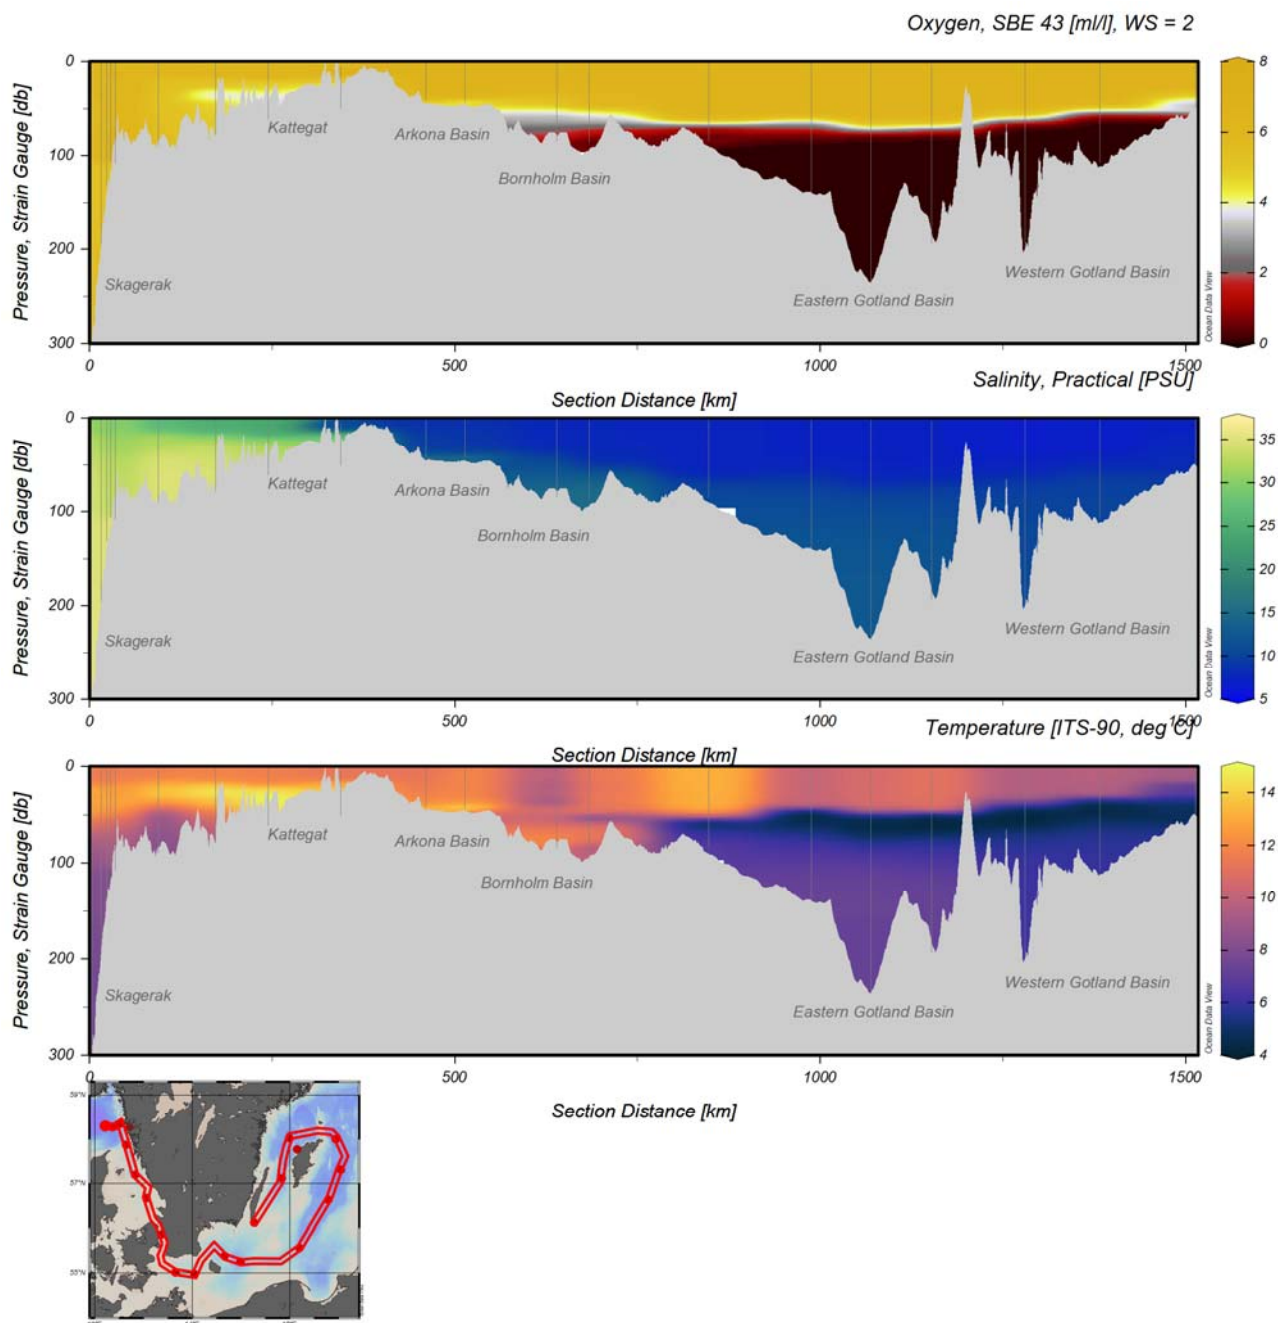 Oxygen, SBE 43 [ml/l], WS = 2
Pressure, Strain Gauge [db]
0
100
200
300
Kattegat
Arkona Basin
Bornholm Basin
Skagerak
Eastern Gotland Basin
Western Gotland Basin
Ocean Data View
8
6
4
2
0
0
500
1000
1500
Section Distance [km]
Salinity, Practical [PSU]
Pressure, Strain Gauge [db]
0
100
200
300
Kattegat
Arkona Basin
Bornholm Basin
Skagerak
Eastern Gotland Basin
Western Gotland Basin
Ocean Data View
35
30
25
20
15
10
5
0
500
1000
1500
Section Distance [km]
Temperature [ITS-90, deg C]
Pressure, Strain Gauge [db]
0
100
200
300
Kattegat
Arkona Basin
Bornholm Basin
Skagerak
Eastern Gotland Basin
Western Gotland Basin
Ocean Data View
14
12
10
8
6
4
0
500
1000
1500
Section Distance [km]
59°N
57°N
55°N